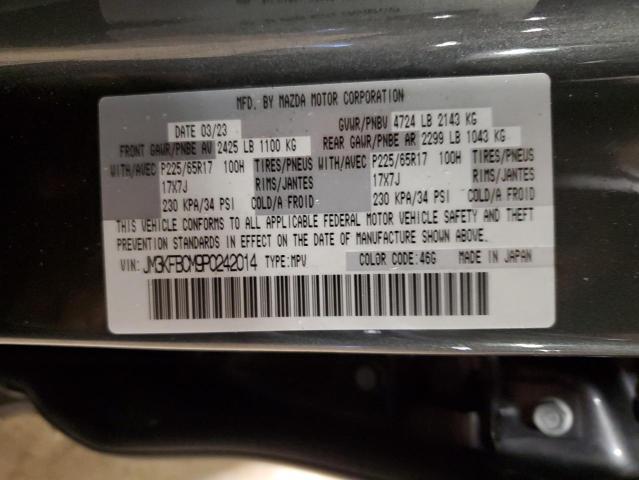 MFD. BY MAZDA MOTOR CORPORATION
DATE 03/23 GVWR/PNBV 4724 LB 2143 KG
FRONT GAWR/PNBE AV 2425 LB 1100 KG REAR GAWR/PNBE AR 2299 LB 1043 KG
WITH/AVEC P225/65R17 100H TIRES/PNEUS WITH/AVEC P225/65R17 100H TIRES/PNEUS
17X7J RIMS/JANTES 17X7J RIMS/JANTES
230 KPA/34 PSI COLD/A FROID 230 KPA/34 PSI COLD/A FROID
THIS VEHICLE CONFORMS TO ALL APPLICABLE FEDERAL MOTOR VEHICLE SAFETY AND THEFT
PREVENTION STANDARDS IN EFFECT ON THE DATE OF MANUFACTURE SHOWN ABOVE.
VIN: JM3KFBCM9P0242014 TYPE:MPV COLOR CODE:46G MADE IN JAPAN